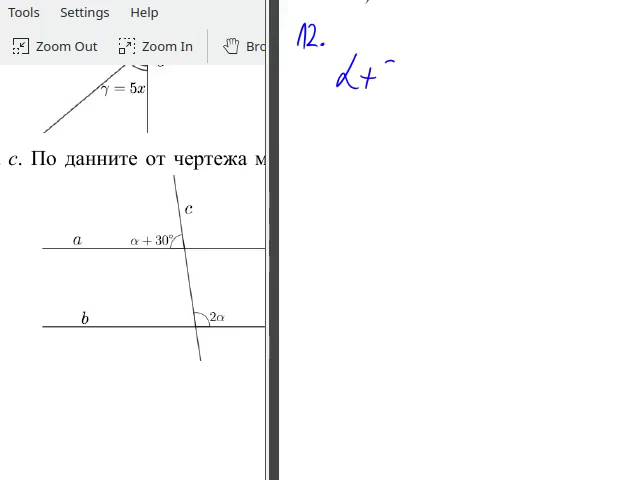 Tools Settings Help
Zoom Out Zoom In
γ = 5x
c. По данните от чертежа
c
a α + 30°
b 2α
12.
α +